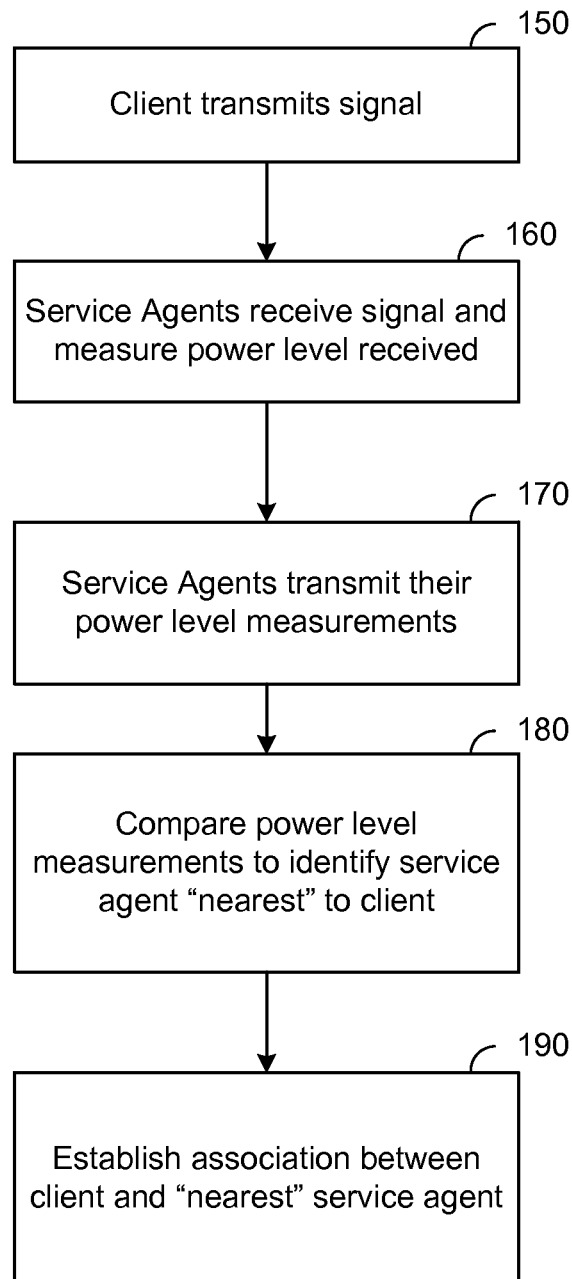 150
Client transmits signal
160
Service Agents receive signal and
measure power level received
170
Service Agents transmit their
power level measurements
180
Compare power level
measurements to identify service
agent “nearest” to client
190
Establish association between
client and “nearest” service agent